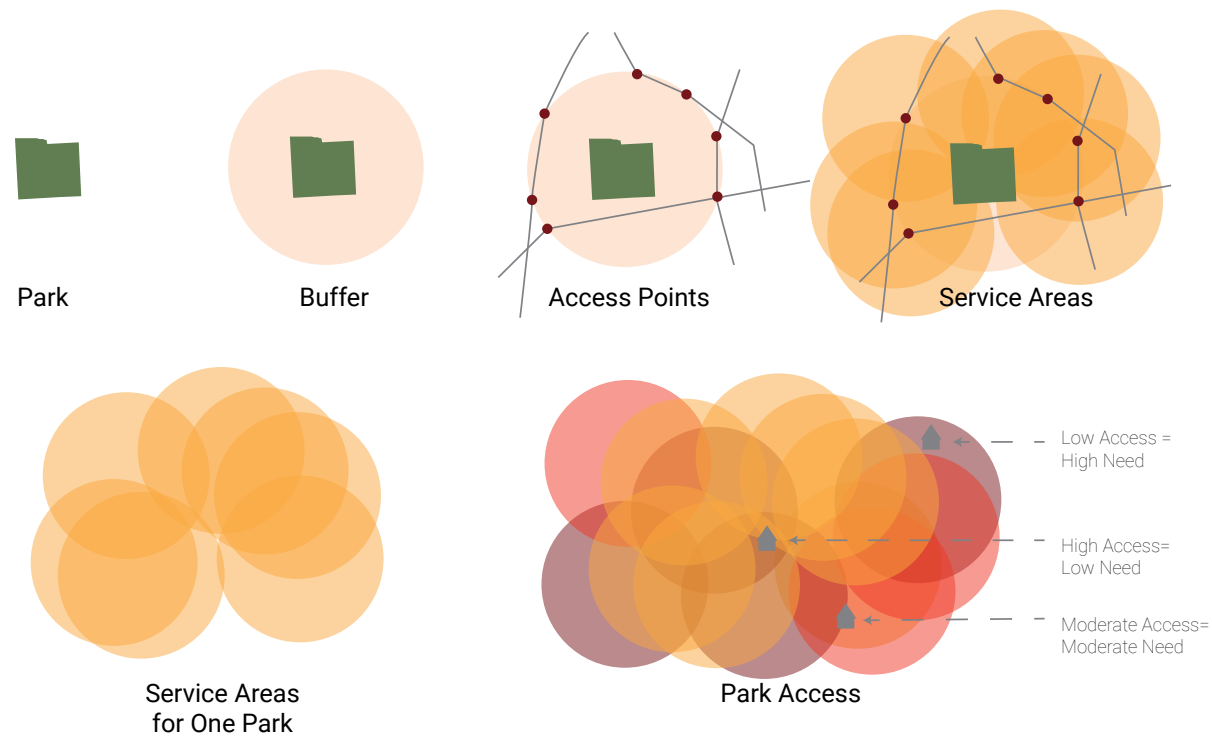 Park
Buffer
Access Points
Service Areas
Service Areas
for One Park
Park Access
Low Access =
High Need
High Access=
Low Need
Moderate Access=
Moderate Need